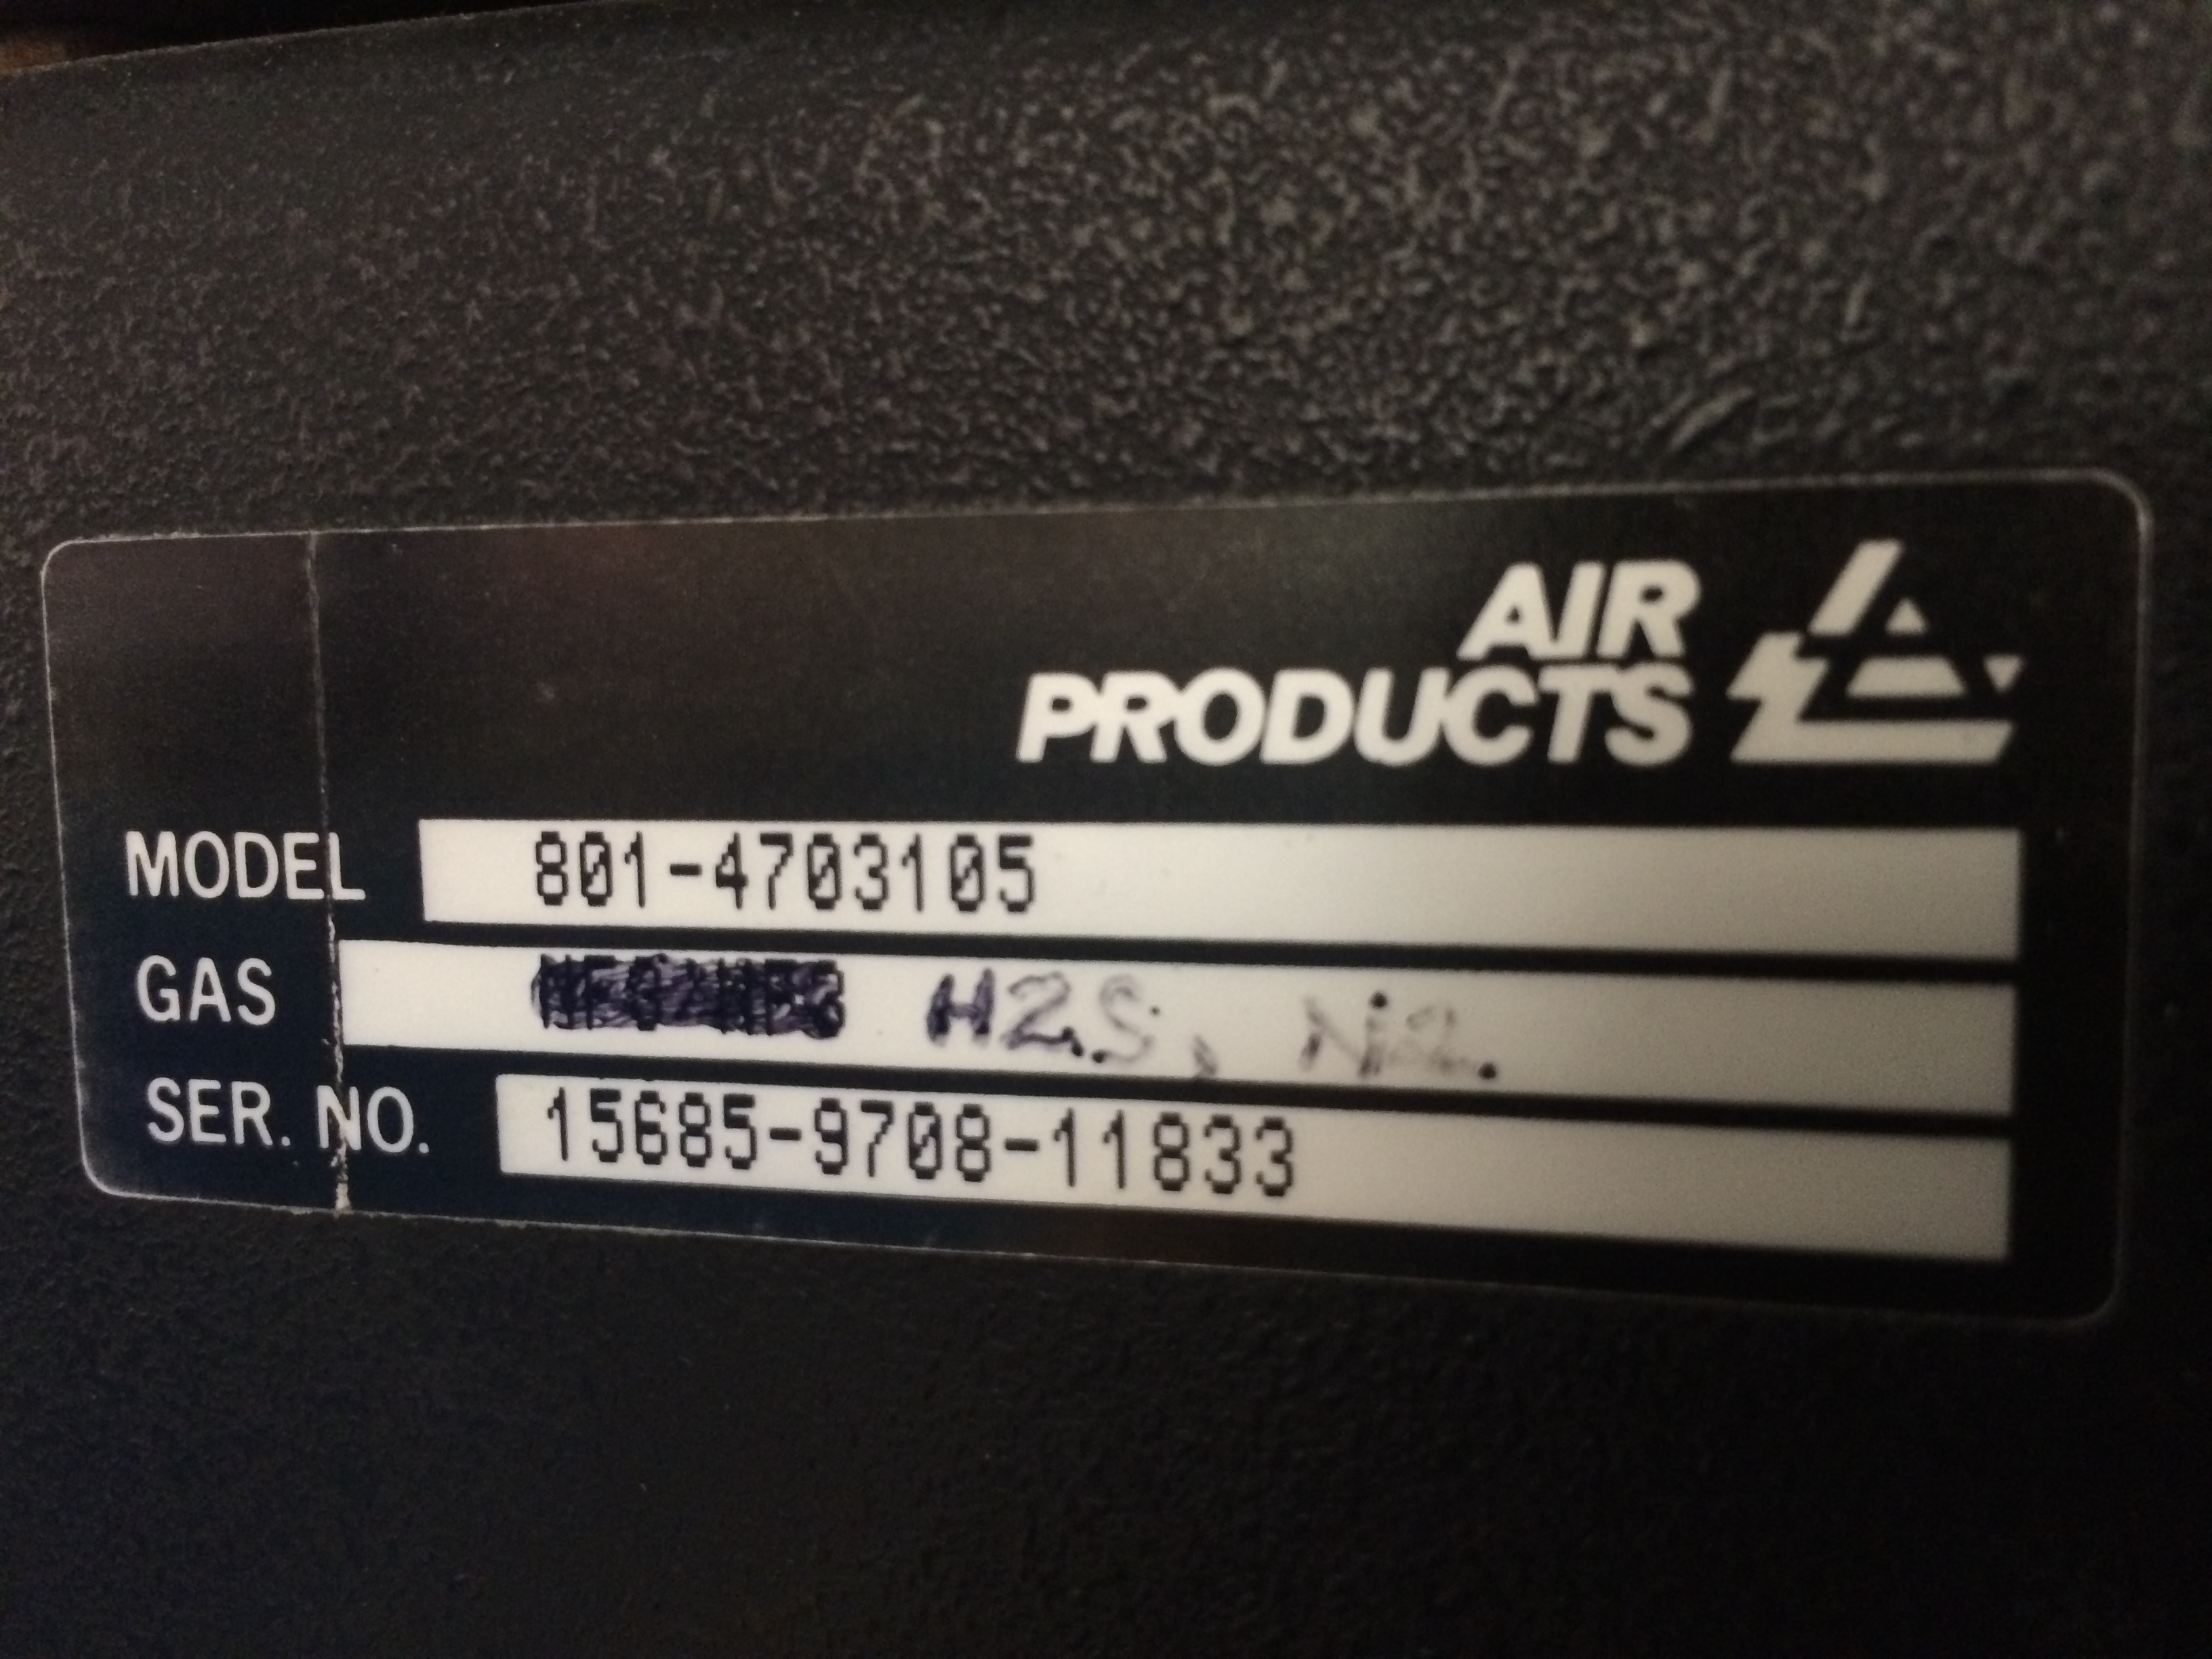 AIR
PRODUCTS
MODEL 801-4703105
GAS H2S, N2.
SER. NO. 15685-9708-11833